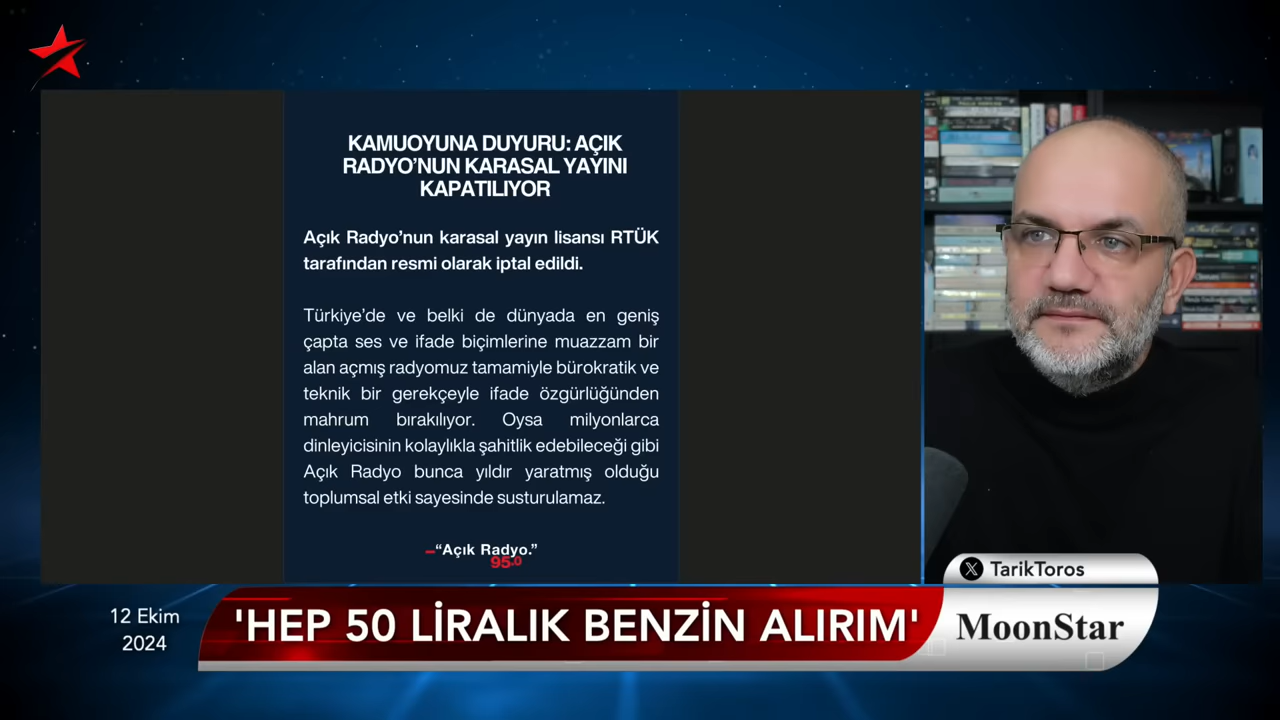 KAMUOYUNA DUYURU: AÇIK
RADYO'NUN KARASAL YAYINI
KAPATILIYOR
Açık Radyo'nun karasal yayın lisansı RTÜK
tarafından resmi olarak iptal edildi.
Türkiye'de ve belki de dünyada en geniş
çapta ses ve ifade biçimlerine muazzam bir
alan açmış radyomuz tamamiyle bürokratik ve
teknik bir gerekçeyle ifade özgürlüğünden
mahrum bırakılıyor. Oysa milyonlarca
dinleyicisinin kolaylıkla şahitlik edebileceği gibi
Açık Radyo bunca yıldır yaratmış olduğu
toplumsal etki sayesinde susturulamaz.
–“Açık Radyo.”
95.0
X TarikToros
12 Ekim
2024
'HEP 50 LİRALIK BENZİN ALIRIM'
MoonStar